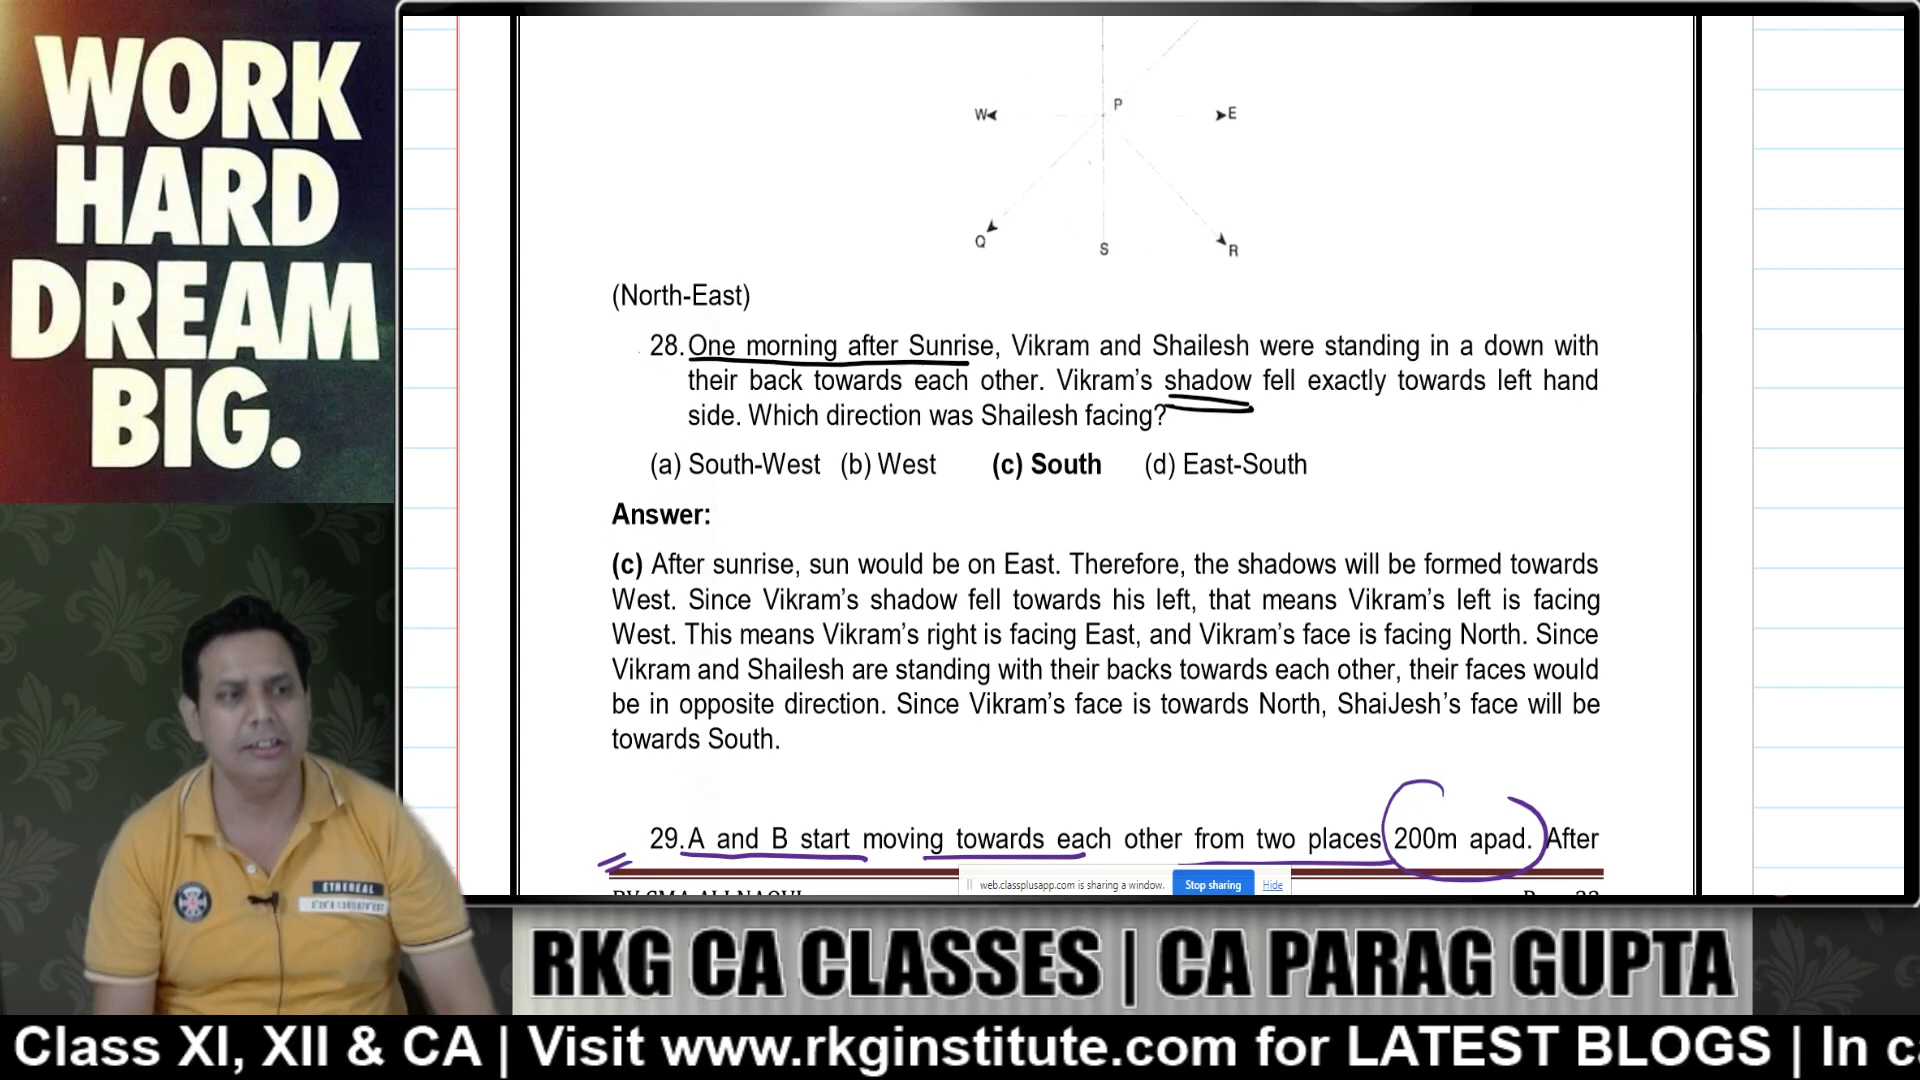 WORK
HARD
DREAM
BIG.
P
W
E
Q
S
R
(North-East)
28. One morning after Sunrise, Vikram and Shailesh were standing in a down with
their back towards each other. Vikram's shadow fell exactly towards left hand
side. Which direction was Shailesh facing?
(a) South-West (b) West (c) South (d) East-South
Answer:
(c) After sunrise, sun would be on East. Therefore, the shadows will be formed towards
West. Since Vikram's shadow fell towards his left, that means Vikram's left is facing
West. This means Vikram's right is facing East, and Vikram's face is facing North. Since
Vikram and Shailesh are standing with their backs towards each other, their faces would
be in opposite direction. Since Vikram's face is towards North, ShaiJesh's face will be
towards South.
29. A and B start moving towards each other from two places 200m apad. After
web.classplusapp.com is sharing a window. Stop sharing Hide
ETHEREAL
RKG CA CLASSES | CA PARAG GUPTA
Class XI, XII & CA | Visit www.rkginstitute.com for LATEST BLOGS | In ca